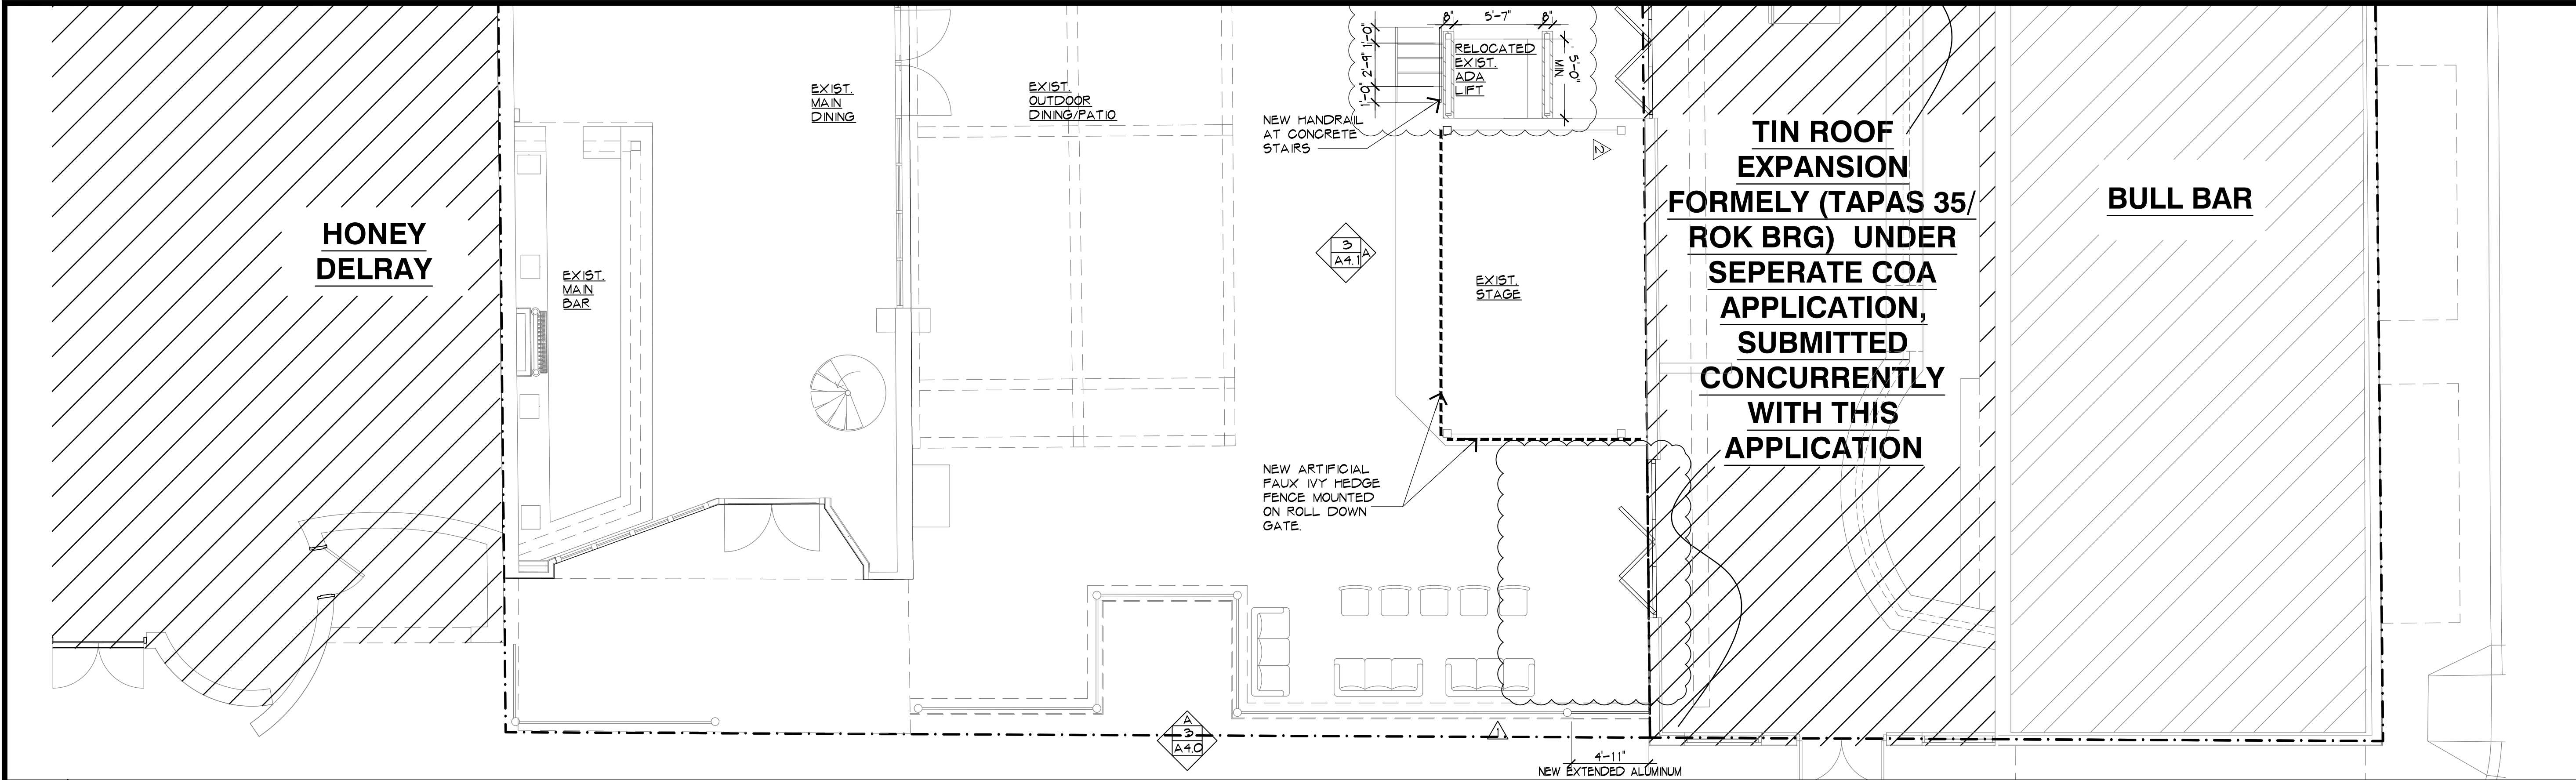 HONEY
DELRAY
EXIST.
MAIN
BAR
EXIST.
MAIN
DINING
EXIST.
OUTDOOR
DINING/PATIO
8"
5'-7"
8"
1'-0"
2'-9"
1'-0"
RELOCATED
EXIST.
ADA
LIFT
5'-0"
MIN
NEW HANDRAIL
AT CONCRETE
STAIRS
2
3
A4.1
A
EXIST.
STAGE
NEW ARTIFICIAL
FAUX IVY HEDGE
FENCE MOUNTED
ON ROLL DOWN
GATE.
TIN ROOF
EXPANSION
FORMELY (TAPAS 35/
ROK BRG) UNDER
SEPERATE COA
APPLICATION,
SUBMITTED
CONCURRENTLY
WITH THIS
APPLICATION
BULL BAR
A
3
A4.0
1
4'-11"
NEW EXTENDED ALUMINUM